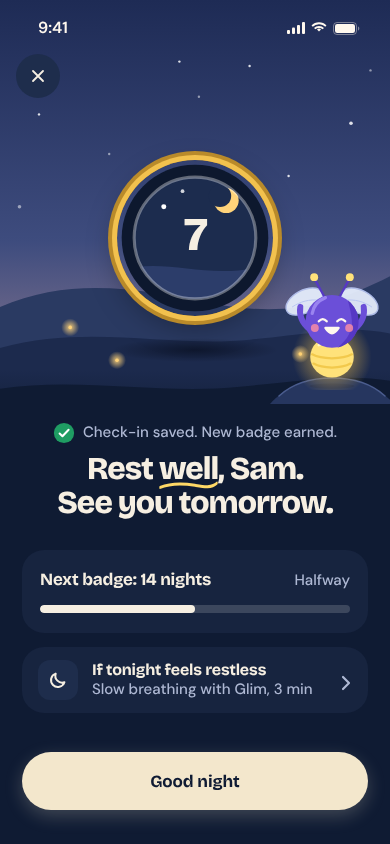 9:41
7
Check-in saved. New badge earned.
Rest well, Sam.
See you tomorrow.
Next badge: 14 nights
Halfway
If tonight feels restless
Slow breathing with Glim, 3 min
Good night